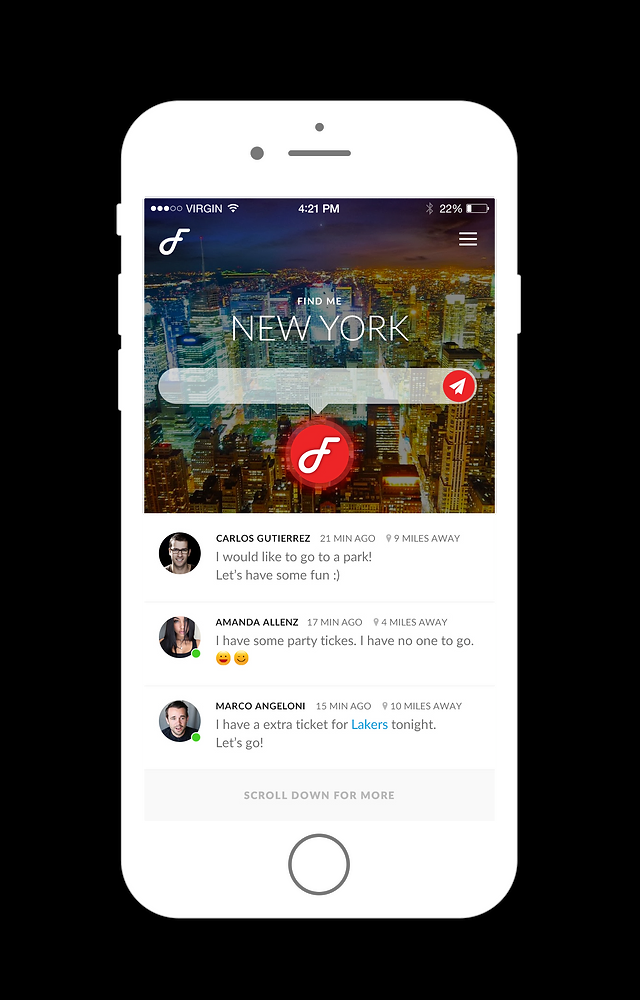 VIRGIN 4:21 PM 22%
FIND ME
NEW YORK
CARLOS GUTIERREZ 21 MIN AGO 9 MILES AWAY
I would like to go to a park!
Let's have some fun :)
AMANDA ALLENZ 17 MIN AGO 4 MILES AWAY
I have some party tickes. I have no one to go.
😀 😊
MARCO ANGELONI 15 MIN AGO 10 MILES AWAY
I have a extra ticket for Lakers tonight.
Let's go!
SCROLL DOWN FOR MORE